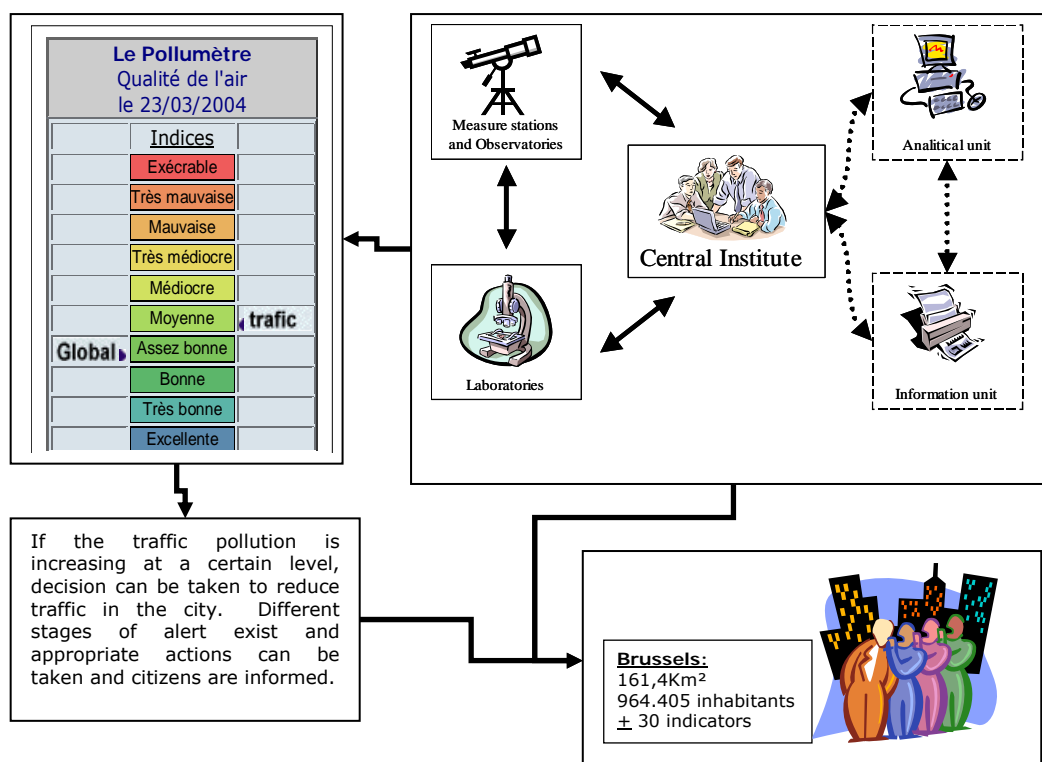 Le Pollumètre
Qualité de l'air
le 23/03/2004
Indices
Exécrable
Très mauvaise
Mauvaise
Très médiocre
Médiocre
Moyenne
trafic
Global
Assez bonne
Bonne
Très bonne
Excellente
Measure stations
and Observatories
Laboratories
Central Institute
Analitical unit
Information unit
If the traffic pollution is
increasing at a certain level,
decision can be taken to reduce
traffic in the city. Different
stages of alert exist and
appropriate actions can be
taken and citizens are informed.
Brussels:
161,4Km²
964.405 inhabitants
+ 30 indicators